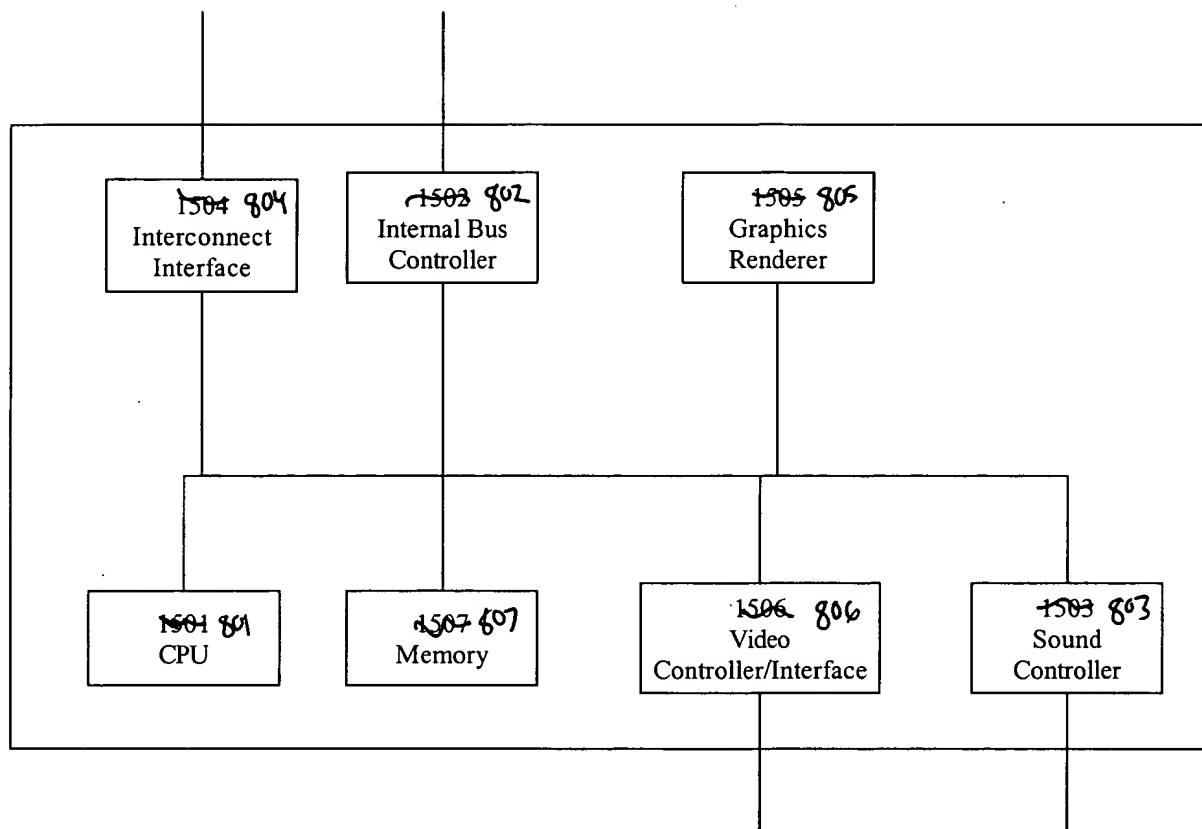 1504 804
Interconnect
Interface
1502 802
Internal Bus
Controller
1505 805
Graphics
Renderer
1501 801
CPU
1507 807
Memory
1506 806
Video
Controller/Interface
1503 803
Sound
Controller